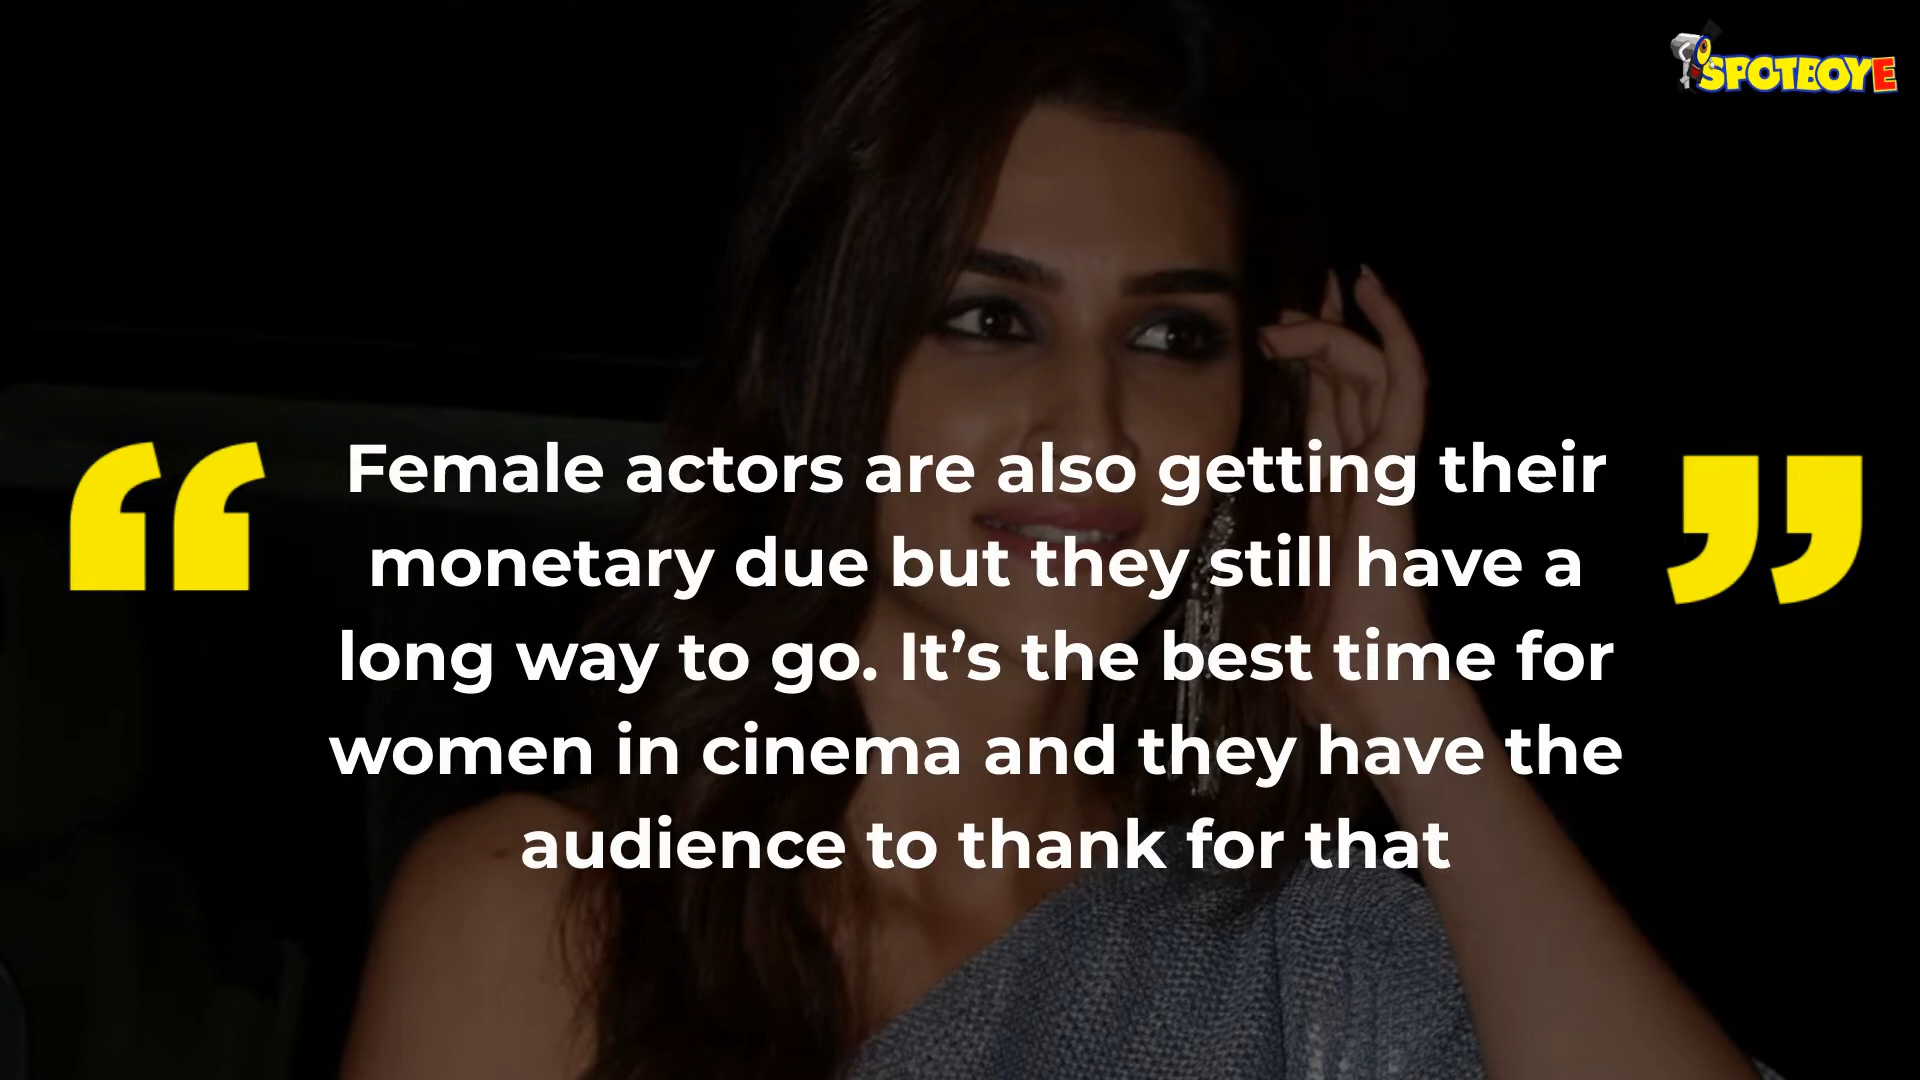 SPOTBOYE
“ Female actors are also getting their ”
monetary due but they still have a
long way to go. It’s the best time for
women in cinema and they have the
audience to thank for that